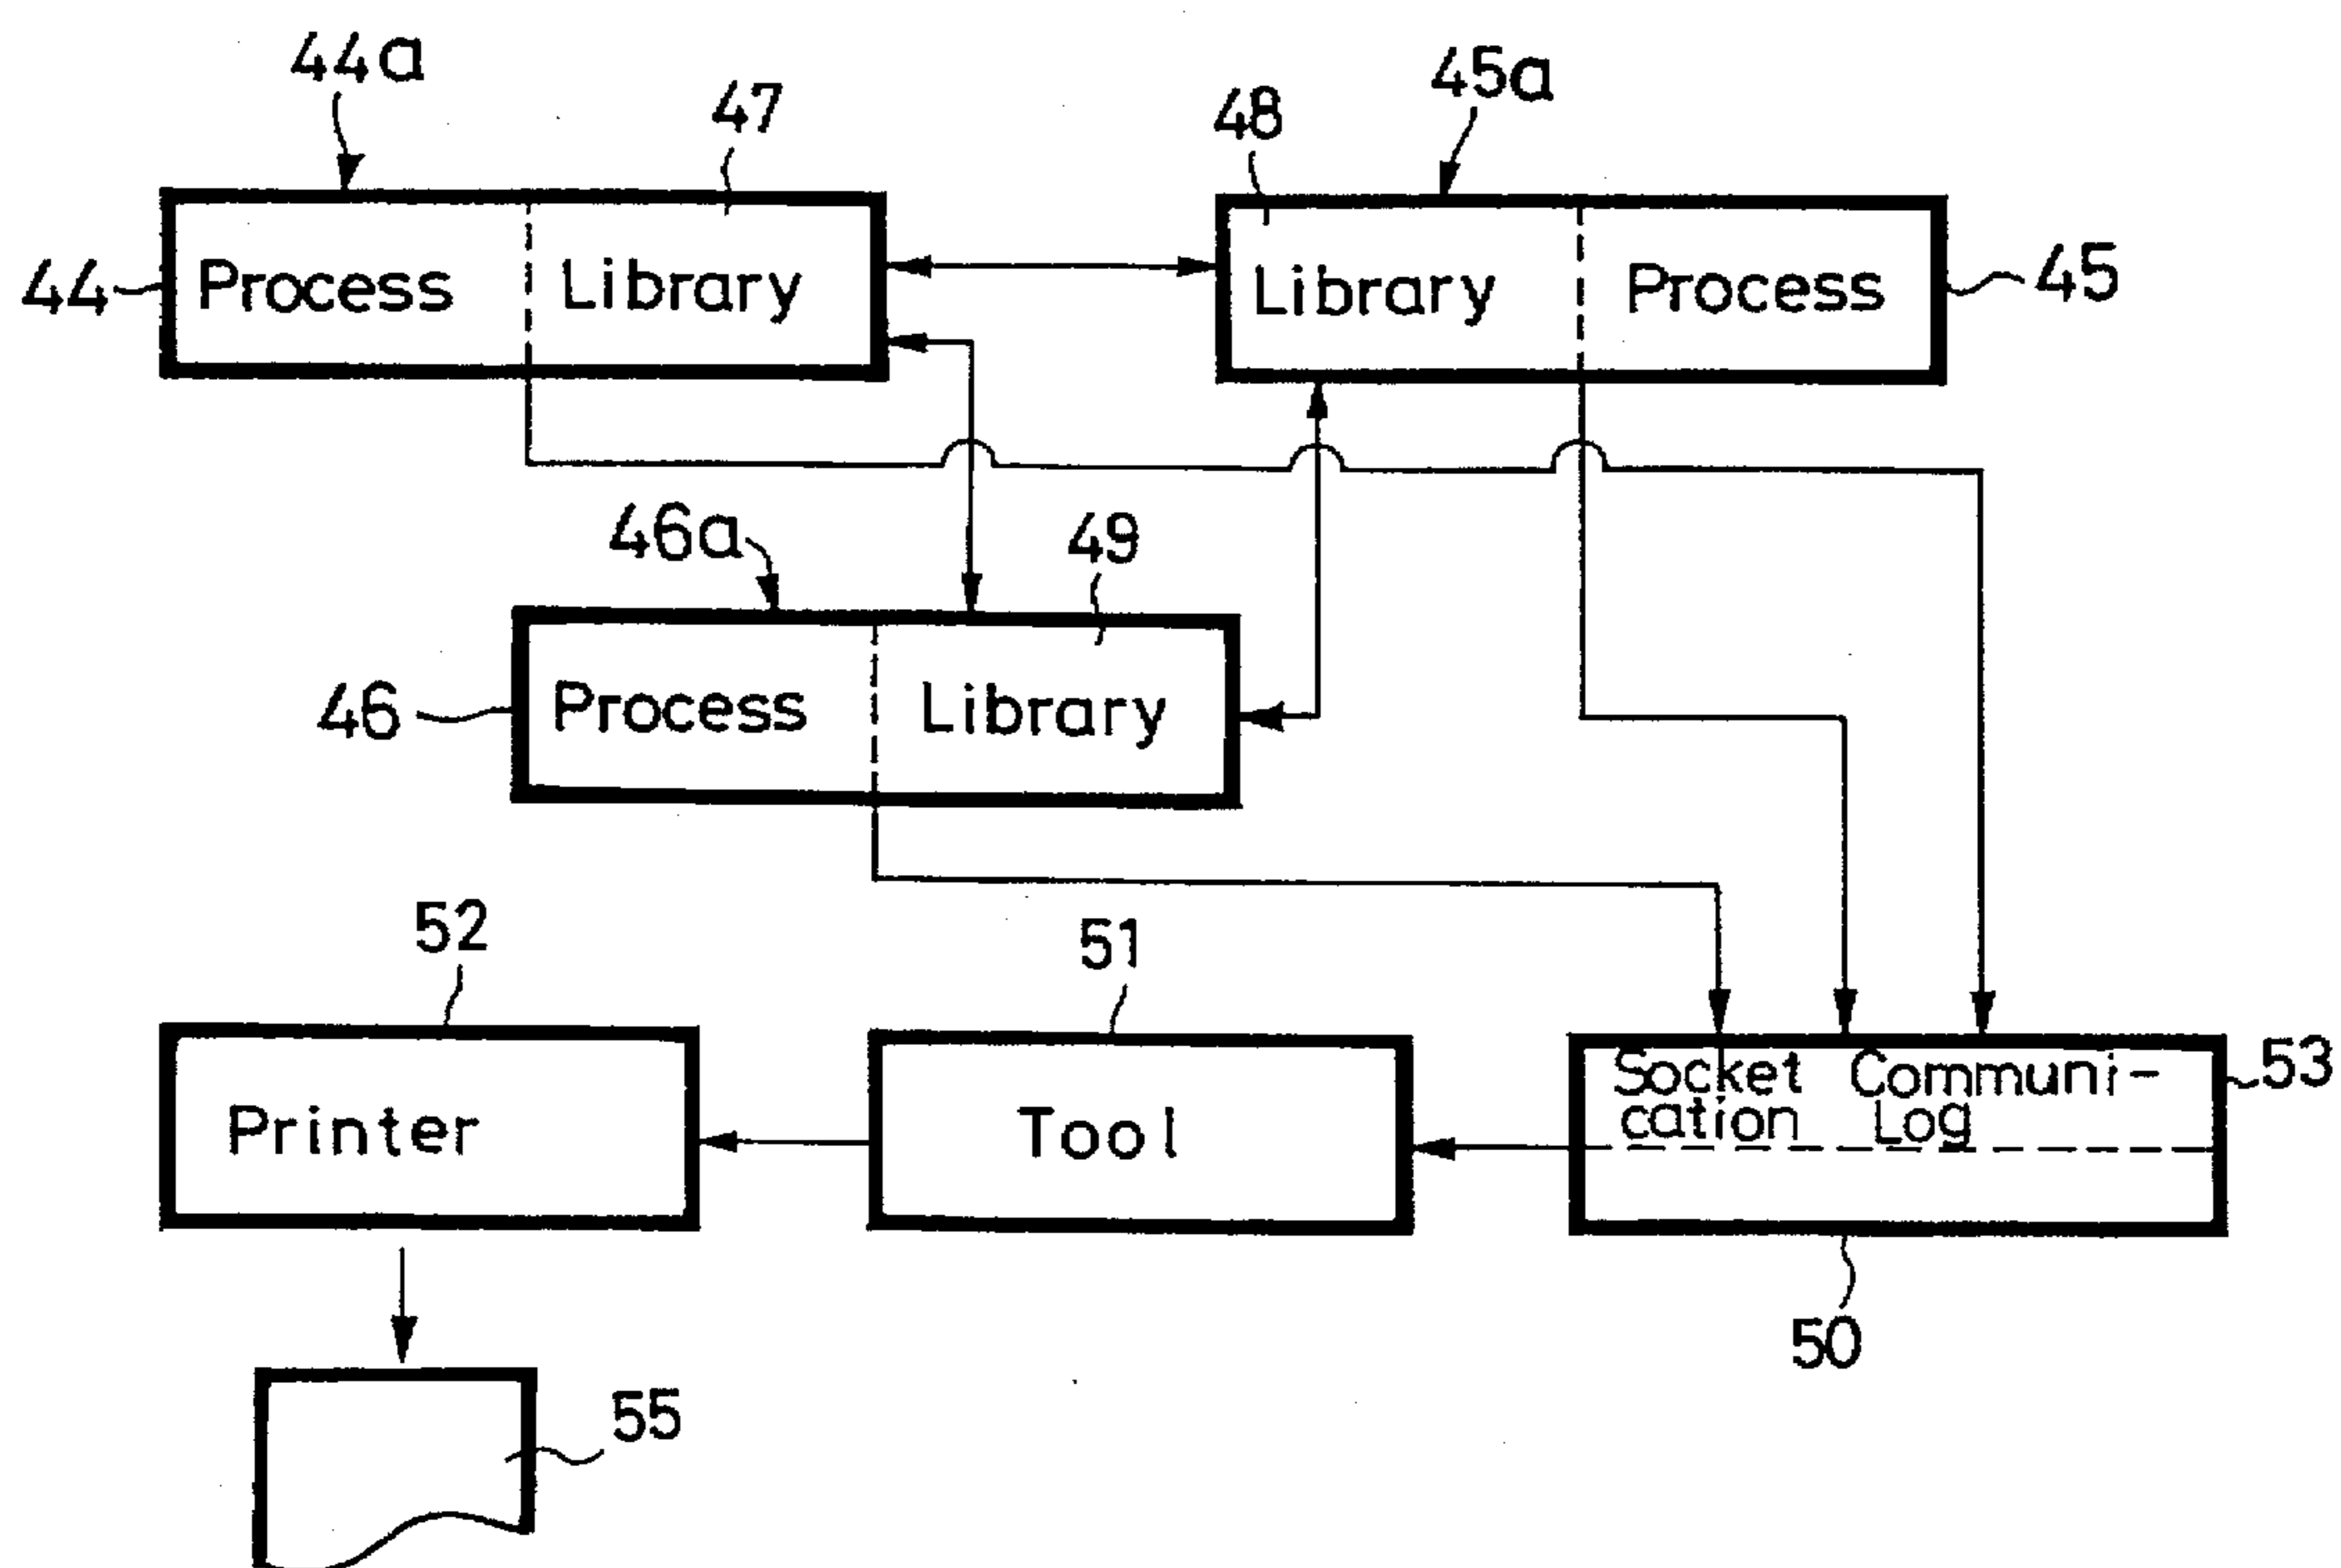 44a
47
48
45a
44
Process
Library
Library
Process
45
46a
49
46
Process
Library
52
51
Printer
Tool
Socket Communi-
cation Log
53
50
55